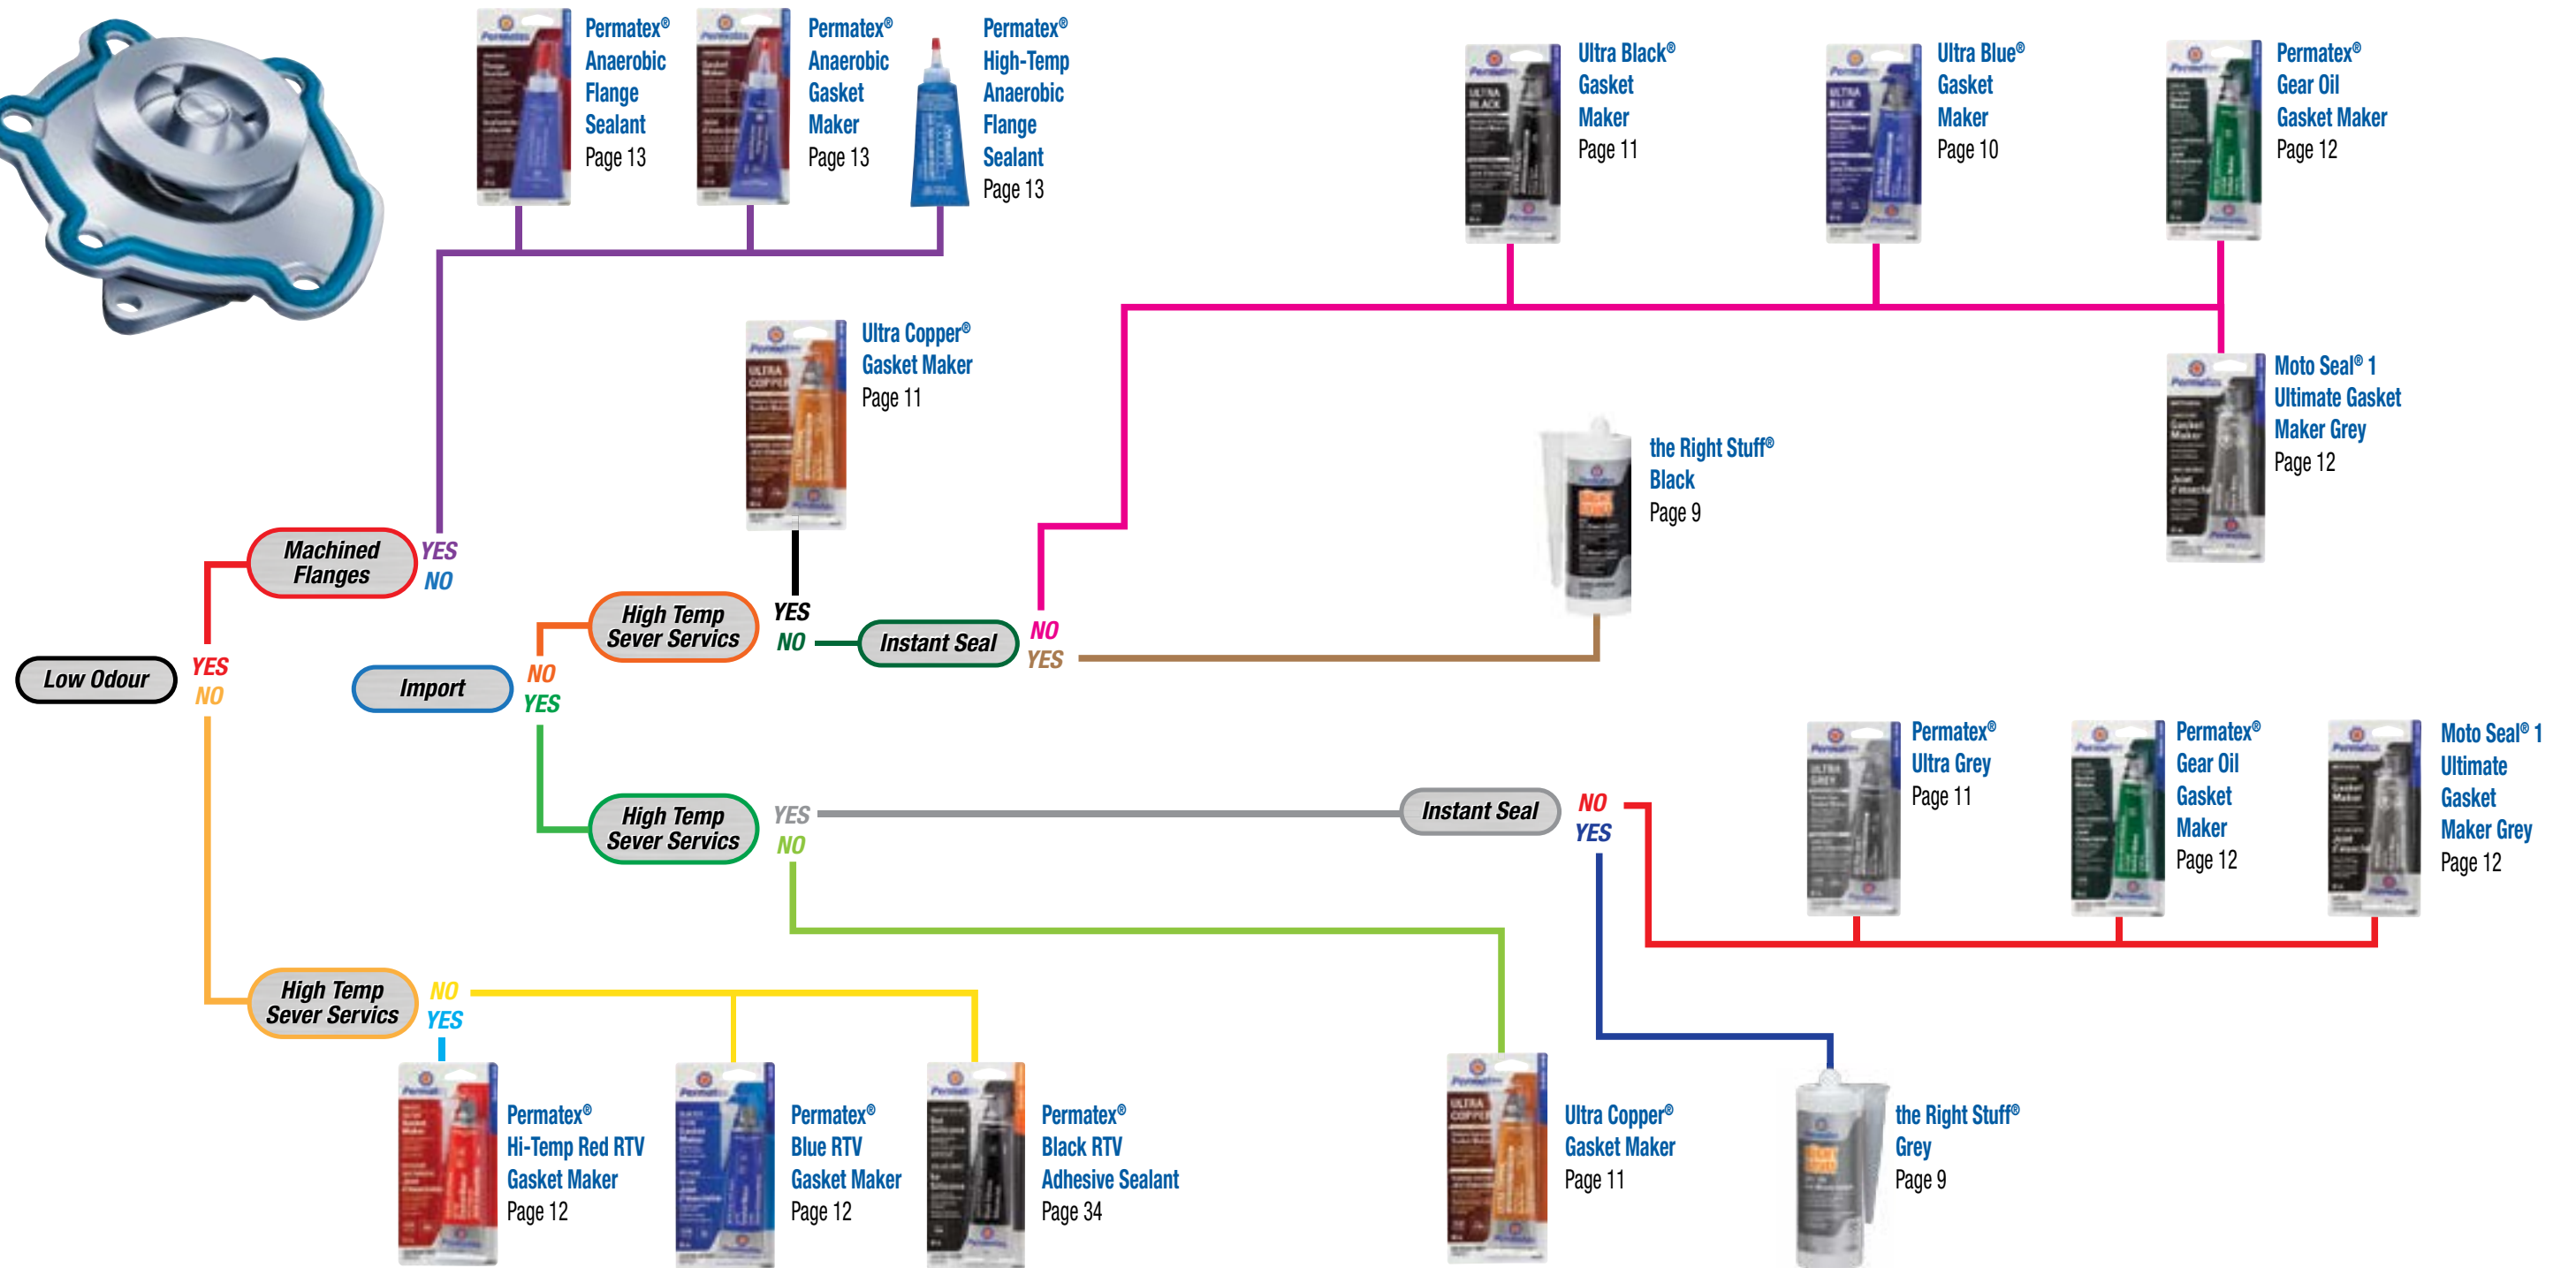 Permatex®
Anaerobic
Flange
Sealant
Page 13
Permatex®
Anaerobic
Gasket
Maker
Page 13
Permatex®
High-Temp
Anaerobic
Flange
Sealant
Page 13
Ultra Black®
Gasket
Maker
Page 11
Ultra Blue®
Gasket
Maker
Page 10
Permatex®
Gear Oil
Gasket Maker
Page 12
Ultra Copper®
Gasket Maker
Page 11
Moto Seal® 1
Ultimate Gasket
Maker Grey
Page 12
the Right Stuff®
Black
Page 9
Machined
Flanges
YES
NO
High Temp
Sever Servics
YES
NO
Instant Seal
NO
YES
Low Odour
YES
NO
Import
NO
YES
High Temp
Sever Servics
YES
NO
Instant Seal
NO
YES
Permatex®
Ultra Grey
Page 11
Permatex®
Gear Oil
Gasket
Maker
Page 12
Moto Seal® 1
Ultimate
Gasket
Maker Grey
Page 12
High Temp
Sever Servics
NO
YES
Permatex®
Hi-Temp Red RTV
Gasket Maker
Page 12
Permatex®
Blue RTV
Gasket Maker
Page 12
Permatex®
Black RTV
Adhesive Sealant
Page 34
Ultra Copper®
Gasket Maker
Page 11
the Right Stuff®
Grey
Page 9